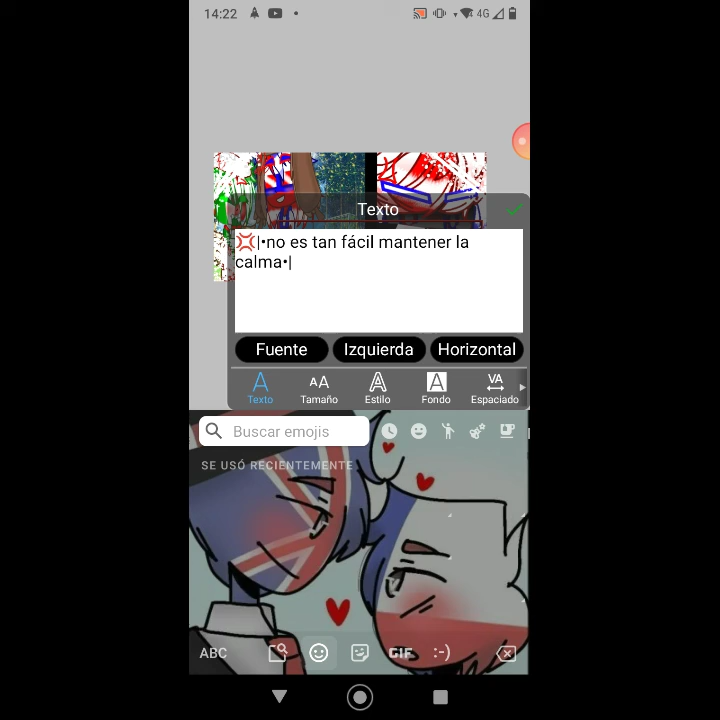 14:22
4G
Texto
💢|•no es tan fácil mantener la
calma•|
Fuente Izquierda Horizontal
Texto Tamaño Estilo Fondo Espaciado
Buscar emojis
SE USÓ RECIENTEMENTE
ABC GIF :-)